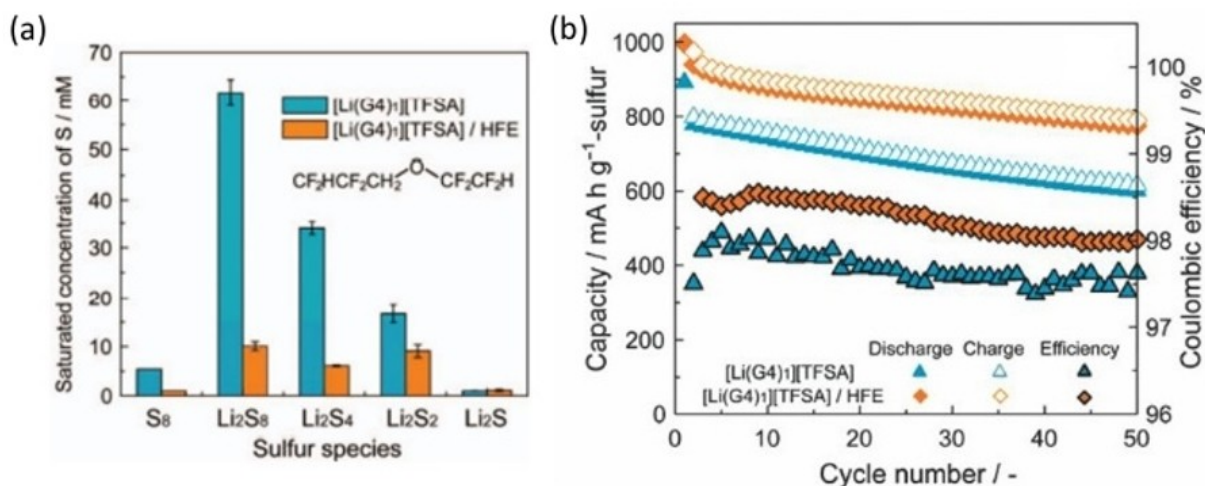 (a)
70
60
50
40
30
20
10
0
Saturated concentration of S / mM
[Li(G4)₁][TFSA]
[Li(G4)₁][TFSA] / HFE
CF₂HCF₂CH₂ O CF₂CF₂H
S₈ Li₂S₈ Li₂S₄ Li₂S₂ Li₂S
Sulfur species
(b)
1000
800
600
400
200
0
Capacity / mA h g⁻¹-sulfur
100
99
98
97
96
Coulombic efficiency / %
Discharge Charge Efficiency
[Li(G4)₁][TFSA]
[Li(G4)₁][TFSA] / HFE
0 10 20 30 40 50
Cycle number / -